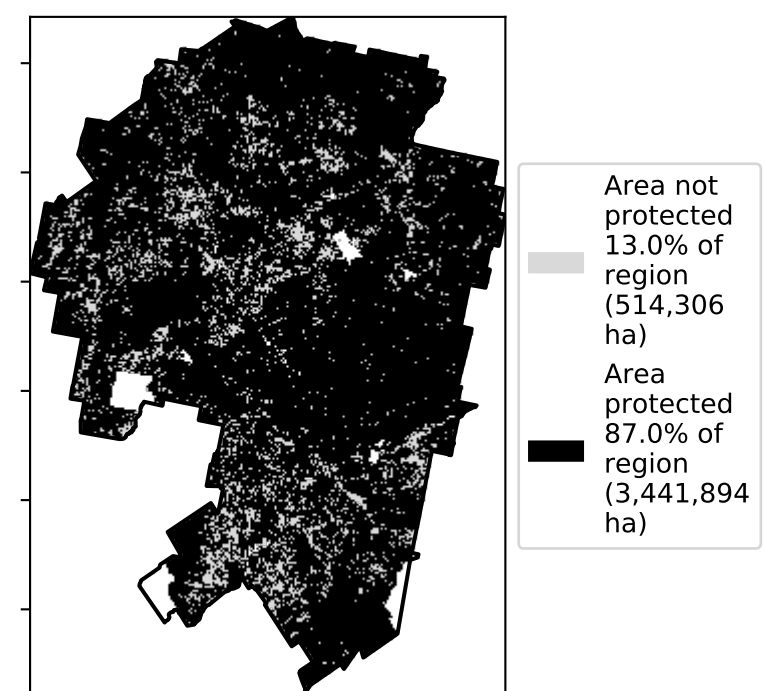 Area not
protected
13.0% of
region
(514,306
ha)
Area
protected
87.0% of
region
(3,441,894
ha)